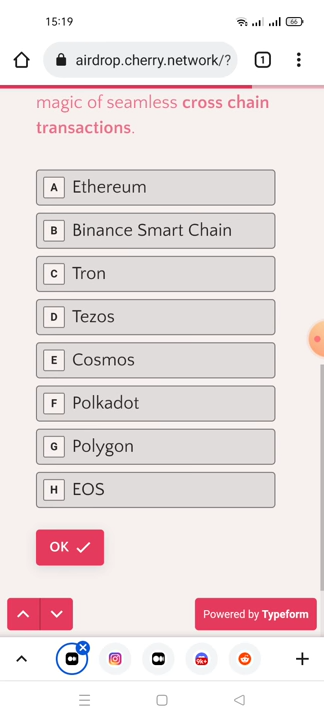 15:19
66
airdrop.cherry.network/?
1
magic of seamless cross chain
transactions.
A Ethereum
B Binance Smart Chain
C Tron
D Tezos
E Cosmos
F Polkadot
G Polygon
H EOS
OK
Powered by Typeform
9k+